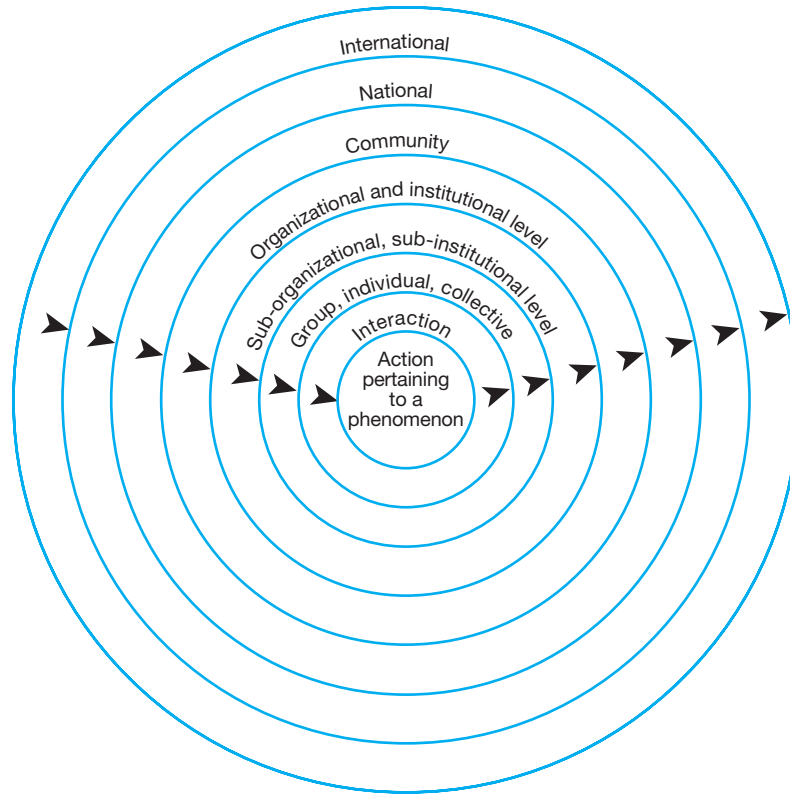 International
National
Community
Organizational and institutional level
Sub-organizational, sub-institutional level
Group, individual, collective
Interaction
Action
pertaining
to a
phenomenon